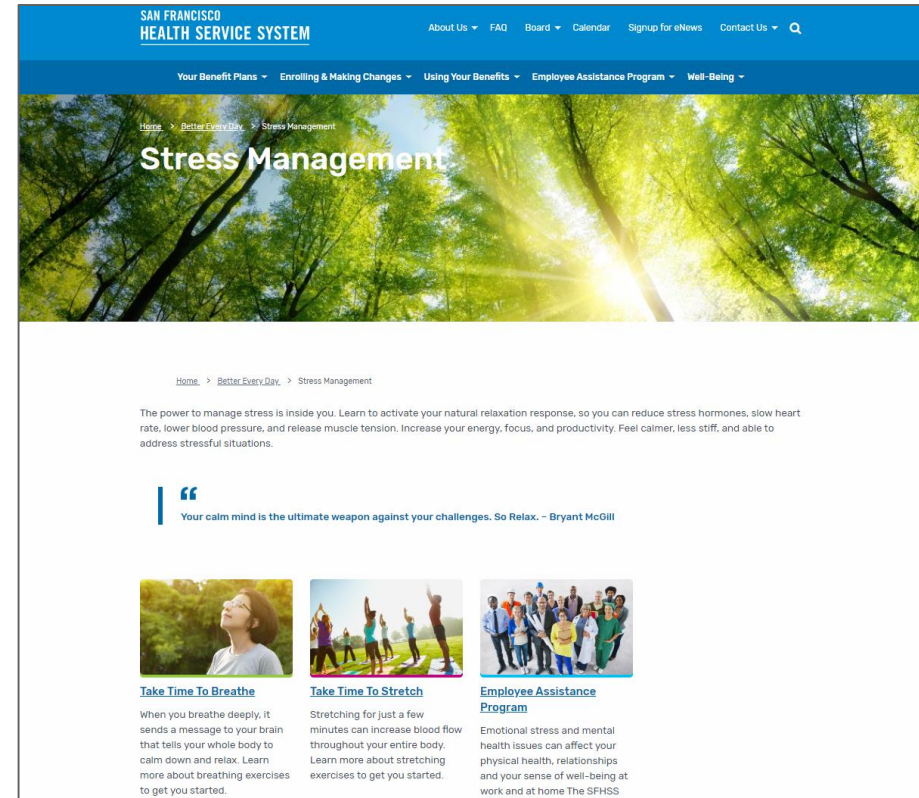 SAN FRANCISCO
HEALTH SERVICE SYSTEM
About Us FAQ Board Calendar Signup for eNews Contact Us
Your Benefit Plans Enrolling & Making Changes Using Your Benefits Employee Assistance Program Well-Being
Home > Better Every Day > Stress Management
Stress Management
Home > Better Every Day > Stress Management
The power to manage stress is inside you. Learn to activate your natural relaxation response, so you can reduce stress hormones, slow heart
rate, lower blood pressure, and release muscle tension. Increase your energy, focus, and productivity. Feel calmer, less stiff, and able to
address stressful situations.
“
Your calm mind is the ultimate weapon against your challenges. So Relax. – Bryant McGill
Take Time To Breathe
When you breathe deeply, it
sends a message to your brain
that tells your whole body to
calm down and relax. Learn
more about breathing exercises
to get you started.
Take Time To Stretch
Stretching for just a few
minutes can increase blood flow
throughout your entire body.
Learn more about stretching
exercises to get you started.
Employee Assistance
Program
Emotional stress and mental
health issues can affect your
physical health, relationships
and your sense of well-being at
work and at home The SFHSS